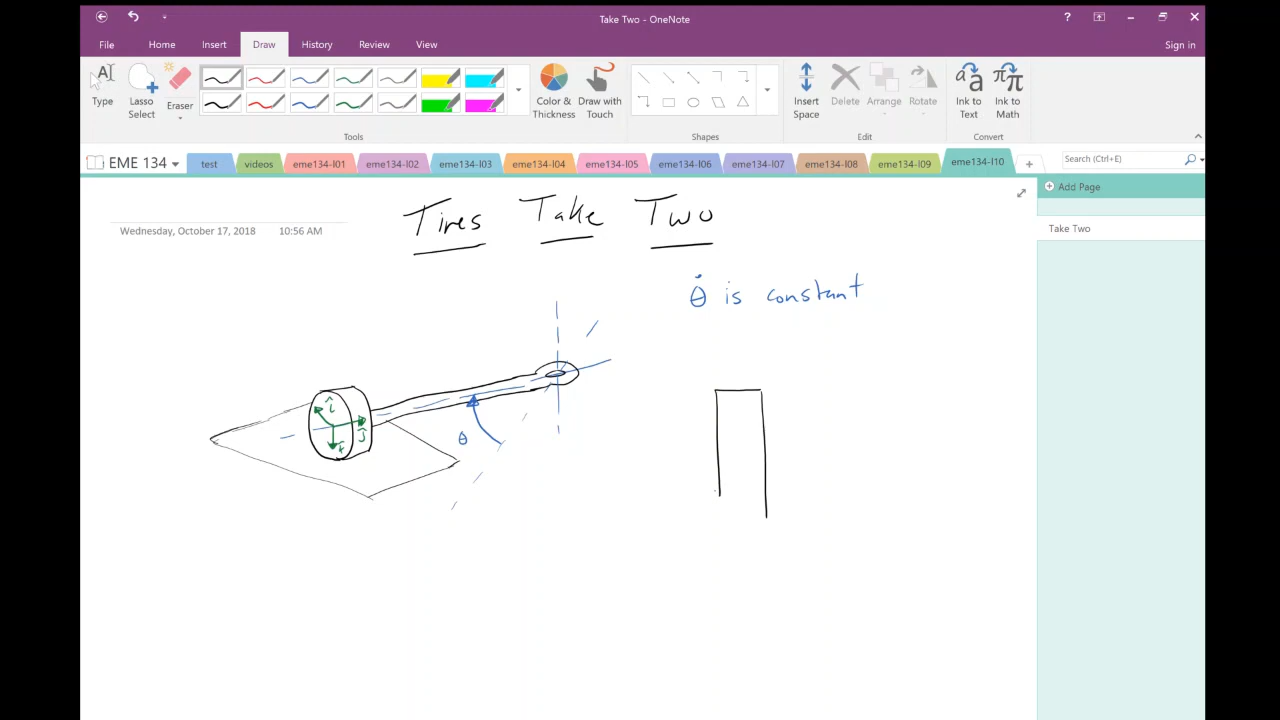 Take Two - OneNote
?
File Home Insert Draw History Review View Sign in
Type
Lasso Select
Eraser
Color & Thickness
Draw with Touch
Insert Space
Delete
Arrange
Rotate
Ink to Text
Ink to Math
Tools Shapes Edit Convert
EME 134 test videos eme134-l01 eme134-l02 eme134-l03 eme134-l04 eme134-l05 eme134-l06 eme134-l07 eme134-l08 eme134-l09 eme134-l10 Search (Ctrl+E)
Add Page
Take Two
Tires Take Two
Wednesday, October 17, 2018 10:56 AM
θ̇ is constant
î
ĵ
k̂
θ